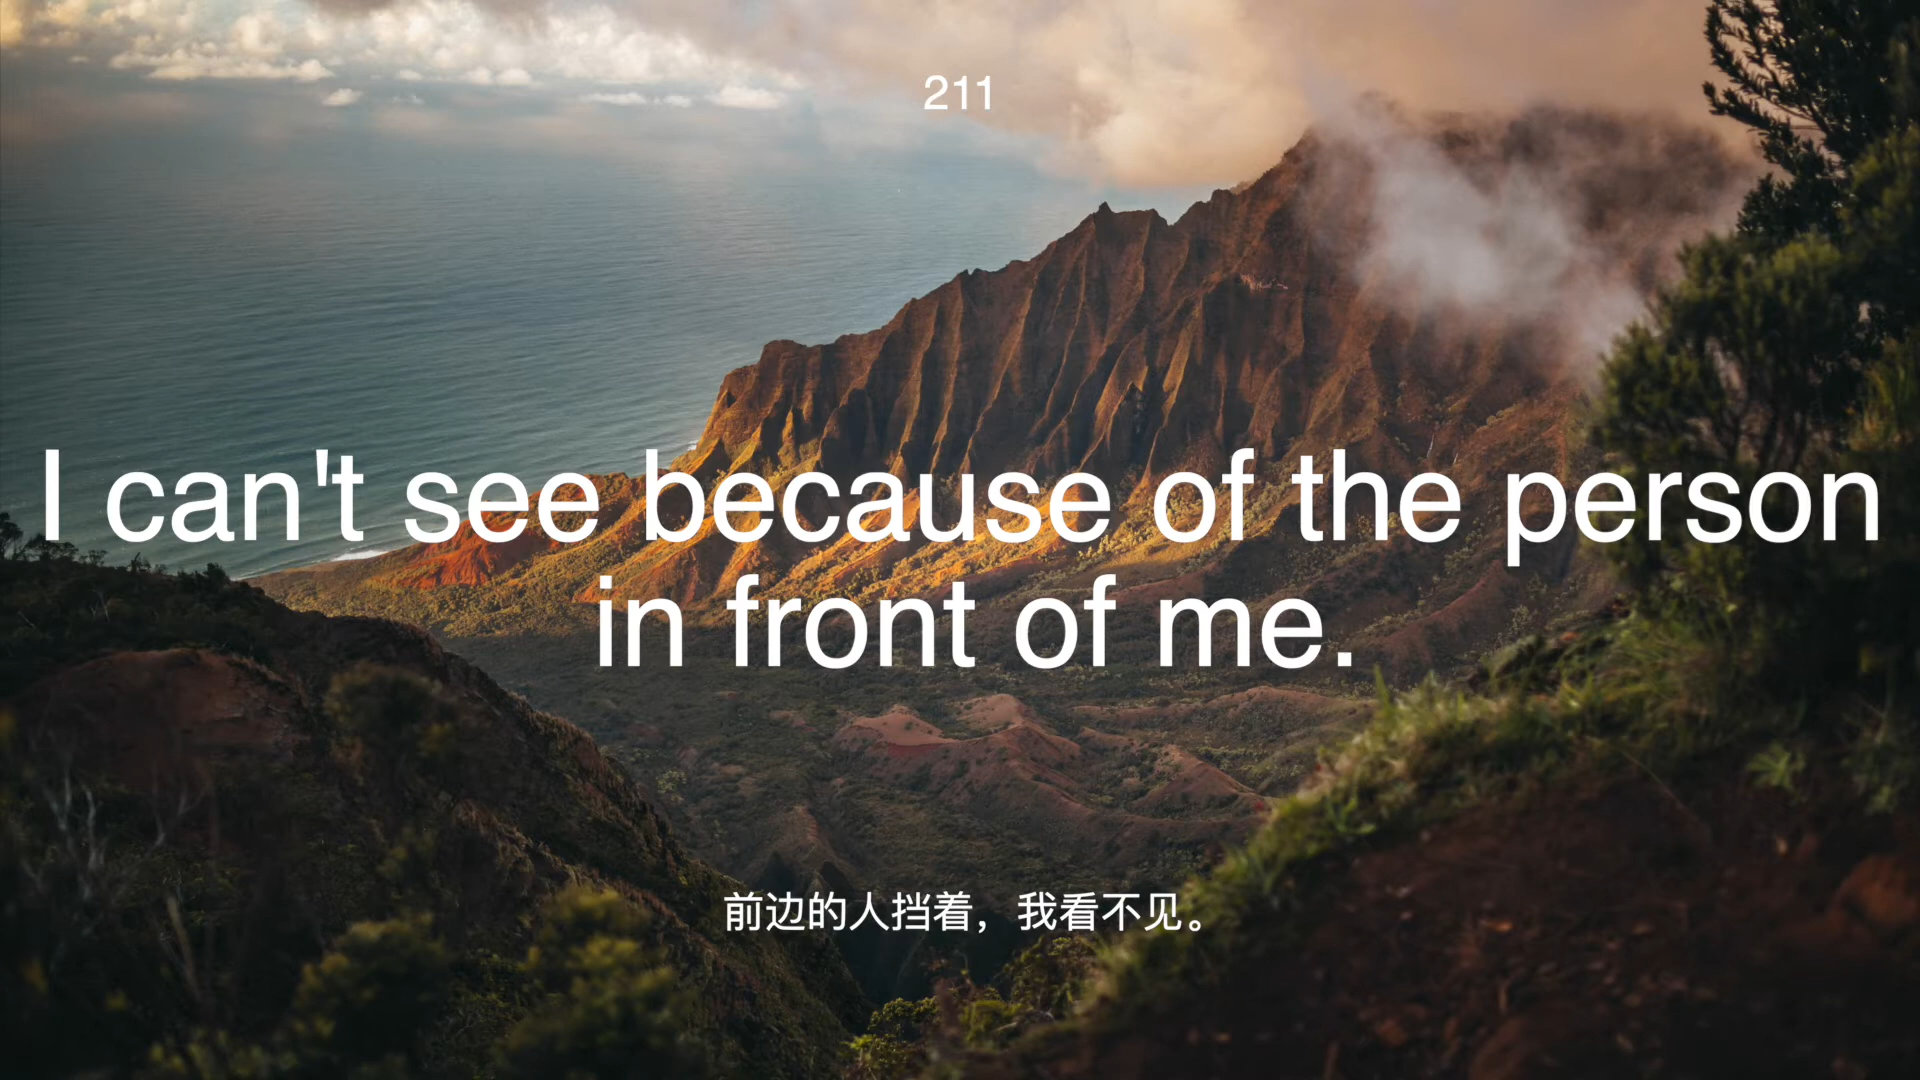 211
I can't see because of the person
in front of me.
前边的人挡着，我看不见。